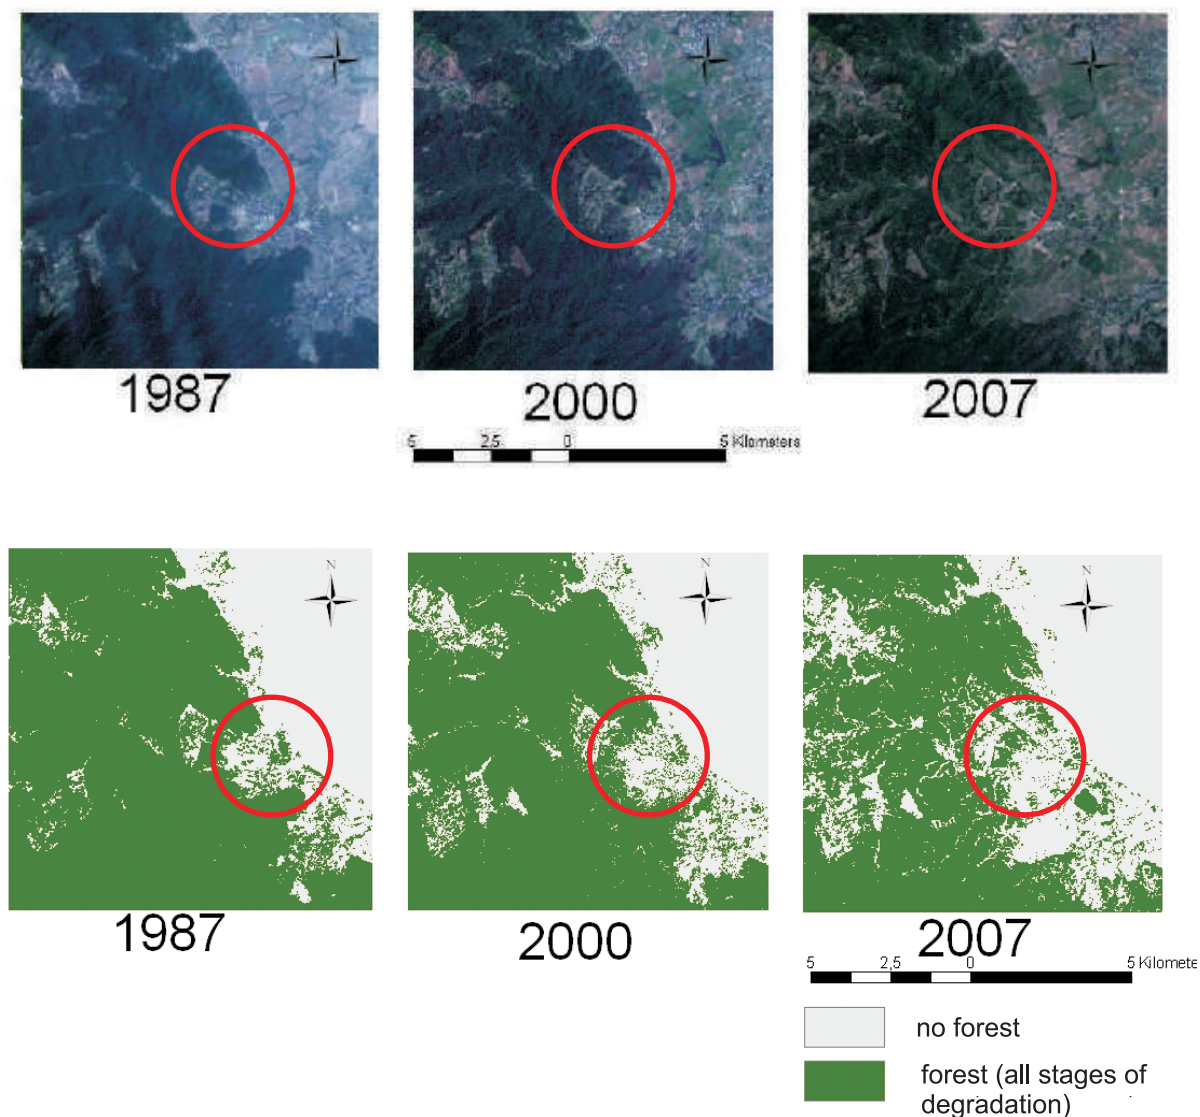 1987
2000
2007
5 2,5 0 5 Kilometers
N
N
N
1987
2000
2007
5 2,5 0 5 Kilomete
no forest
forest (all stages of
degradation)